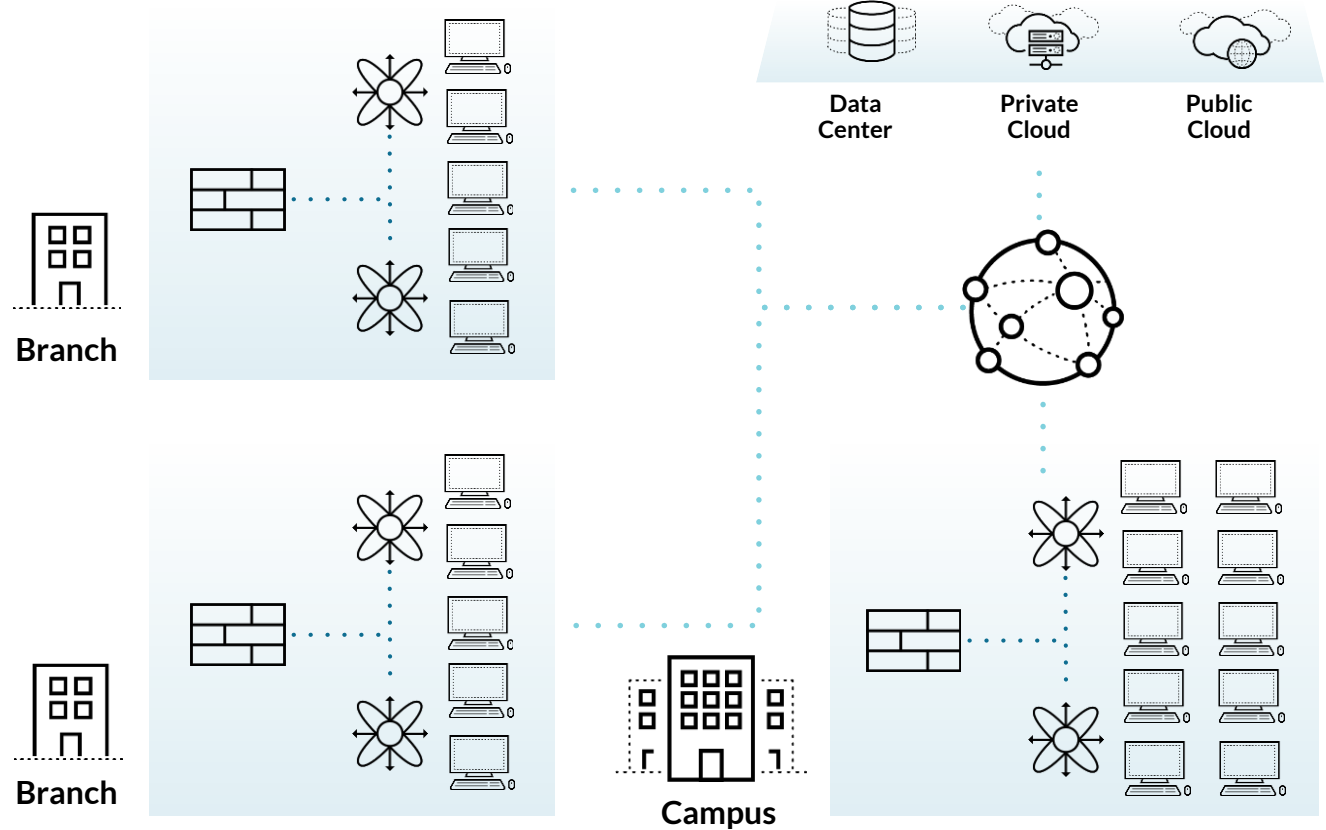 Data
Center
Private
Cloud
Public
Cloud
Branch
Branch
Campus